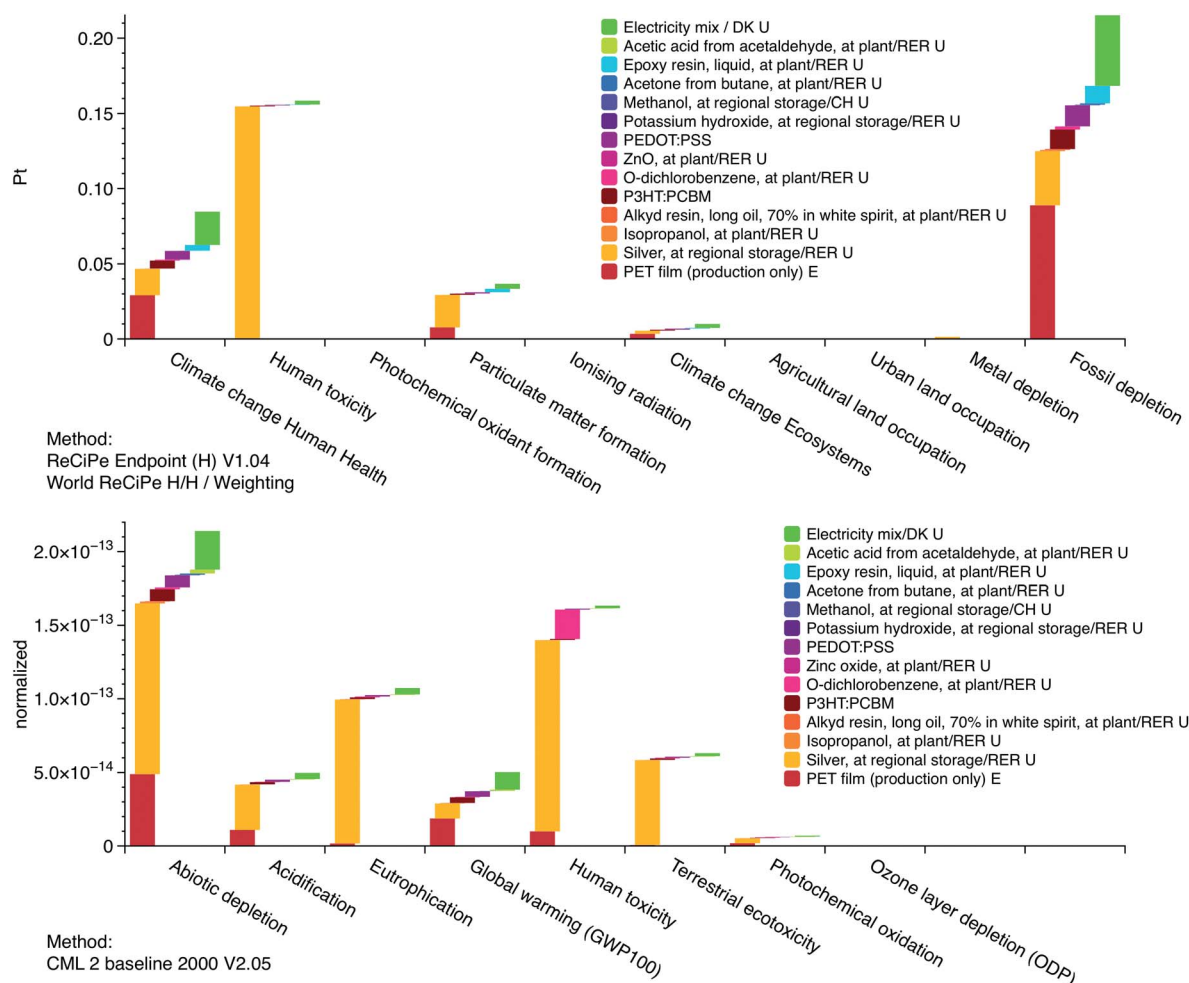 0.20
0.15
0.10
0.05
0
Pt
Electricity mix / DK U
Acetic acid from acetaldehyde, at plant/RER U
Epoxy resin, liquid, at plant/RER U
Acetone from butane, at plant/RER U
Methanol, at regional storage/CH U
Potassium hydroxide, at regional storage/RER U
PEDOT:PSS
ZnO, at plant/RER U
O-dichlorobenzene, at plant/RER U
P3HT:PCBM
Alkyd resin, long oil, 70% in white spirit, at plant/RER U
Isopropanol, at plant/RER U
Silver, at regional storage/RER U
PET film (production only) E
Climate change Human Health
Human toxicity
Photochemical oxidant formation
Particulate matter formation
Ionising radiation
Climate change Ecosystems
Agricultural land occupation
Urban land occupation
Metal depletion
Fossil depletion
Method:
ReCiPe Endpoint (H) V1.04
World ReCiPe H/H / Weighting
2.0×10⁻¹³
1.5×10⁻¹³
1.0×10⁻¹³
5.0×10⁻¹⁴
0
normalized
Electricity mix/DK U
Acetic acid from acetaldehyde, at plant/RER U
Epoxy resin, liquid, at plant/RER U
Acetone from butane, at plant/RER U
Methanol, at regional storage/CH U
Potassium hydroxide, at regional storage/RER U
PEDOT:PSS
Zinc oxide, at plant/RER U
O-dichlorobenzene, at plant/RER U
P3HT:PCBM
Alkyd resin, long oil, 70% in white spirit, at plant/RER U
Isopropanol, at plant/RER U
Silver, at regional storage/RER U
PET film (production only) E
Abiotic depletion
Acidification
Eutrophication
Global warming (GWP100)
Human toxicity
Terrestrial ecotoxicity
Photochemical oxidation
Ozone layer depletion (ODP)
Method:
CML 2 baseline 2000 V2.05